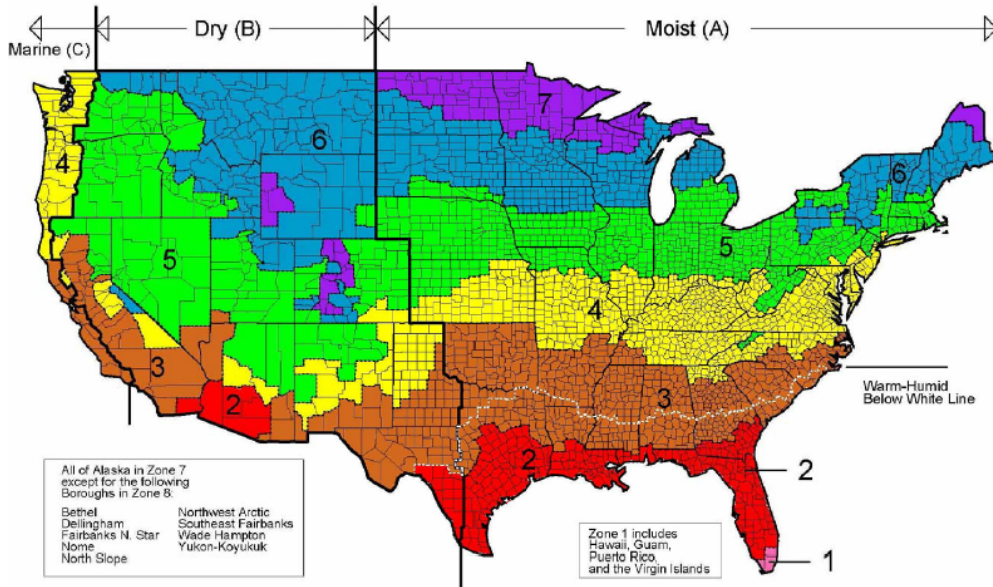 Marine (C)
Dry (B)
Moist (A)
7
6
6
4
5
5
4
3
3
2
2
Warm-Humid
Below White Line
2
1
All of Alaska in Zone 7
except for the following
Boroughs in Zone 8:
Bethel
Dellingham
Fairbanks N. Star
Nome
North Slope
Northwest Arctic
Southeast Fairbanks
Wade Hampton
Yukon-Koyukuk
Zone 1 includes
Hawaii, Guam,
Puerto Rico,
and the Virgin Islands